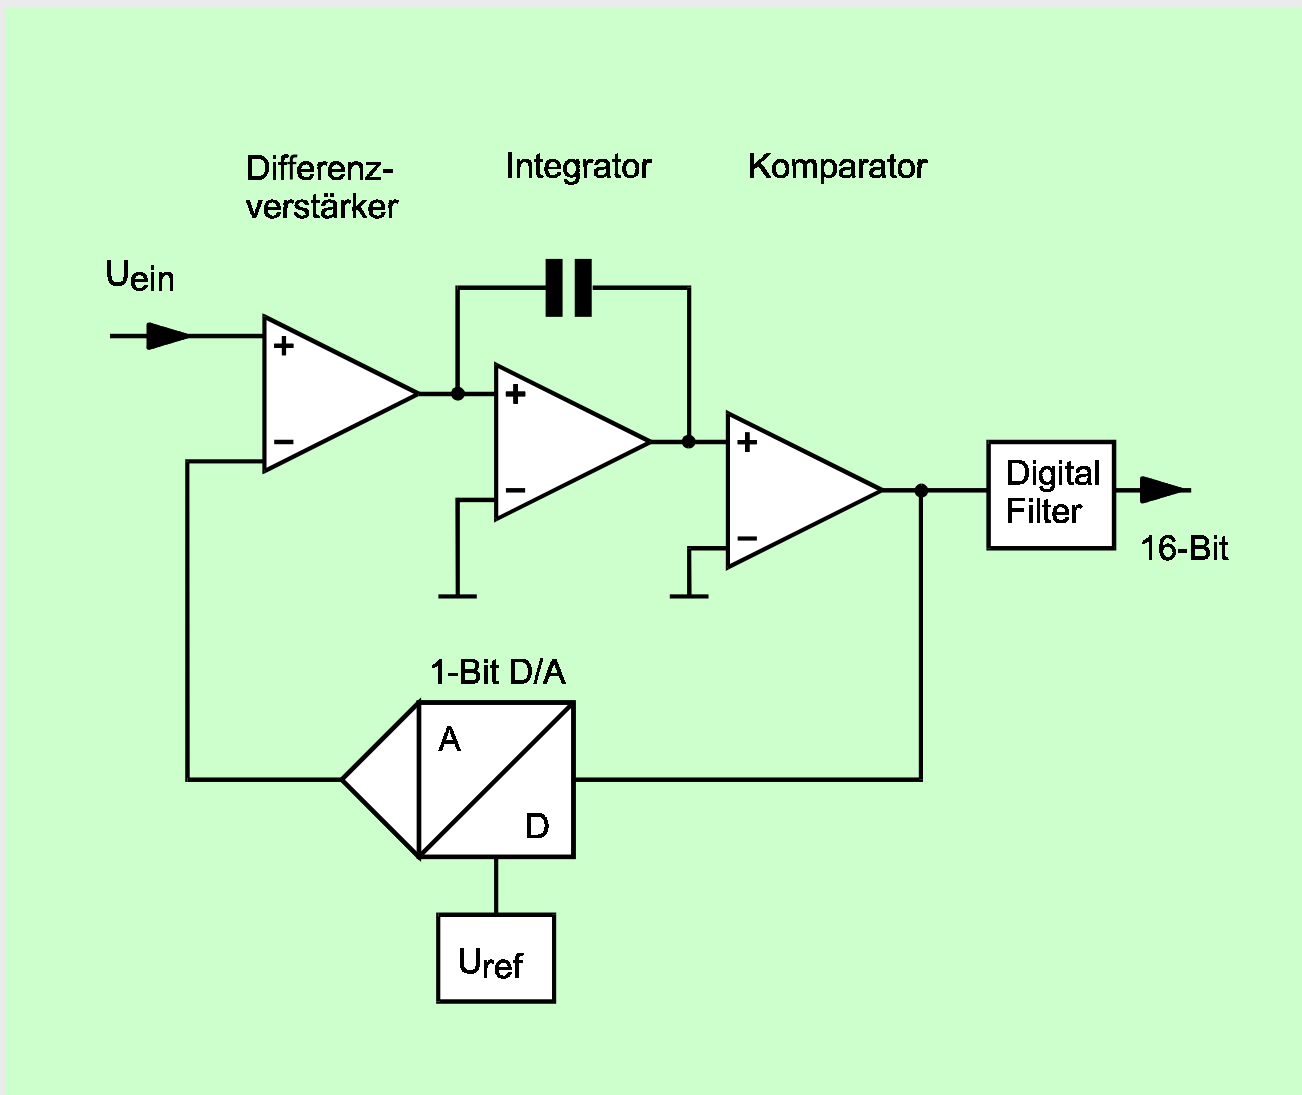 Differenz-
verstärker
Integrator
Komparator
Uein
+
−
+
−
+
−
Digital
Filter
16-Bit
1-Bit D/A
A
D
Uref